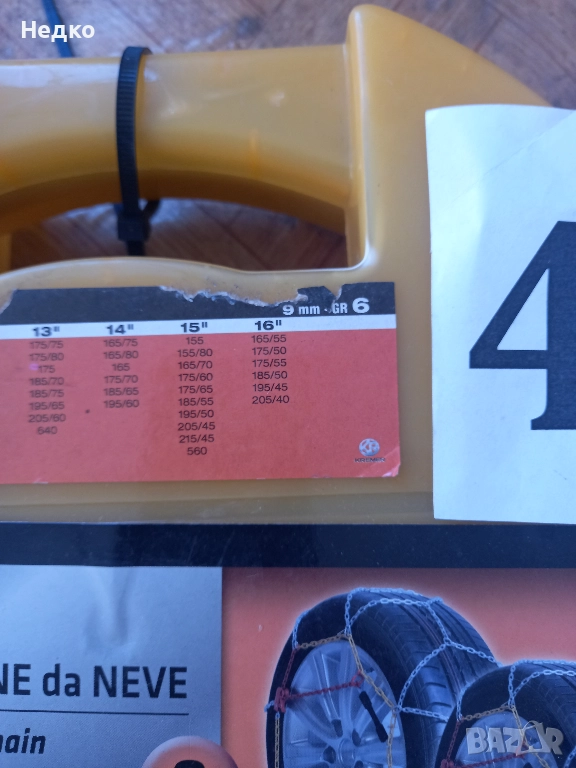 Недко
9 mm - GR 6
13" 14" 15" 16"
175/75 165/75 155 165/55
175/80 165/80 155/80 175/50
175 165 165/70 175/55
165/70 175/70 175/60 185/50
185/75 185/65 175/65 195/45
195/65 195/60 185/55 205/40
205/60 195/50
640 205/45
215/45
560
4
NE da NEVE
hain
BAZAR